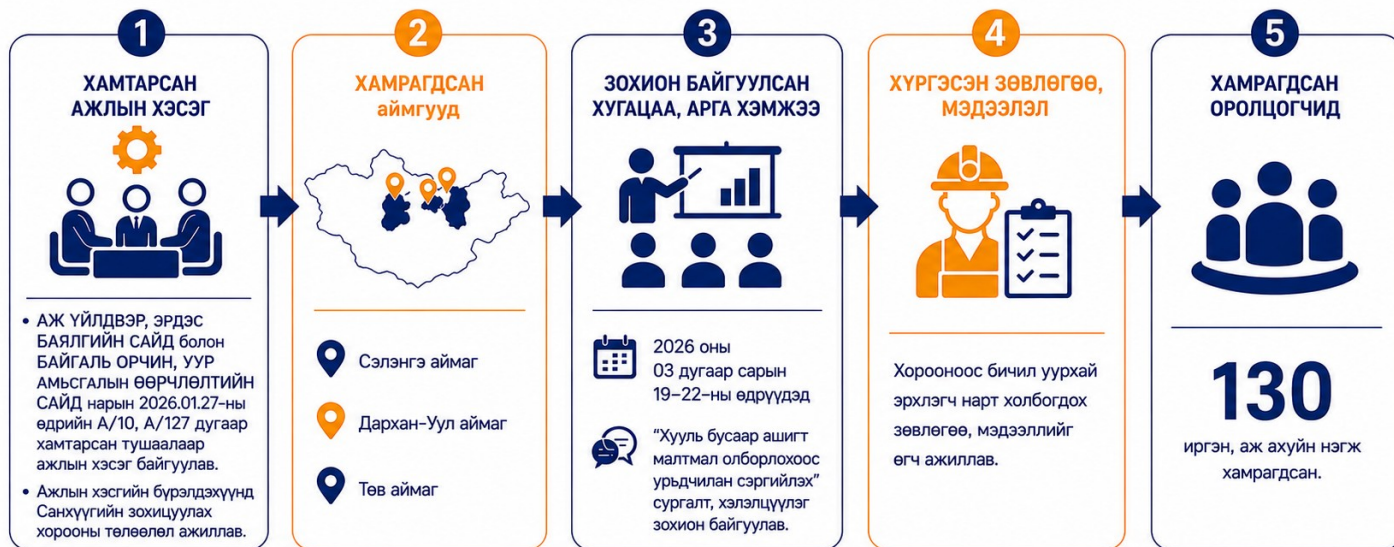 1
ХАМТАРСАН
АЖЛЫН ХЭСЭГ
• АЖ ҮЙЛДВЭР, ЭРДЭС
БАЯЛГИЙН САЙД болон
БАЙГАЛЬ ОРЧИН, УУР
АМЬСГАЛЫН ӨӨРЧЛӨЛТИЙН
САЙД нарын 2026.01.27-ны
өдрийн А/10, А/127 дугаар
хамтарсан тушаалаар
ажлын хэсэг байгуулав.
• Ажлын хэсгийн бүрэлдэхүүнд
Санхүүгийн зохицуулах
хорооны төлөөлөл ажиллав.
2
ХАМРАГДСАН
аймгууд
Сэлэнгэ аймаг
Дархан-Уул аймаг
Төв аймаг
3
ЗОХИОН БАЙГУУЛСАН
ХУГАЦАА, АРГА ХЭМЖЭЭ
2026 оны
03 дугаар сарын
19–22–ны өдрүүдэд
"Хууль бусаар ашигт
малтмал олборлохоос
урьдчилан сэргийлэх"
сургалт, хэлэлцүүлэг
зохион байгуулав.
4
ХҮРГЭСЭН ЗӨВЛӨГӨӨ,
МЭДЭЭЛЭЛ
Хорооноос бичил уурхай
эрхлэгч нарт холбогдох
зөвлөгөө, мэдээллийг
өгч ажиллав.
5
ХАМРАГДСАН
ОРОЛЦОГЧИД
130
иргэн, аж ахуйн нэгж
хамрагдсан.